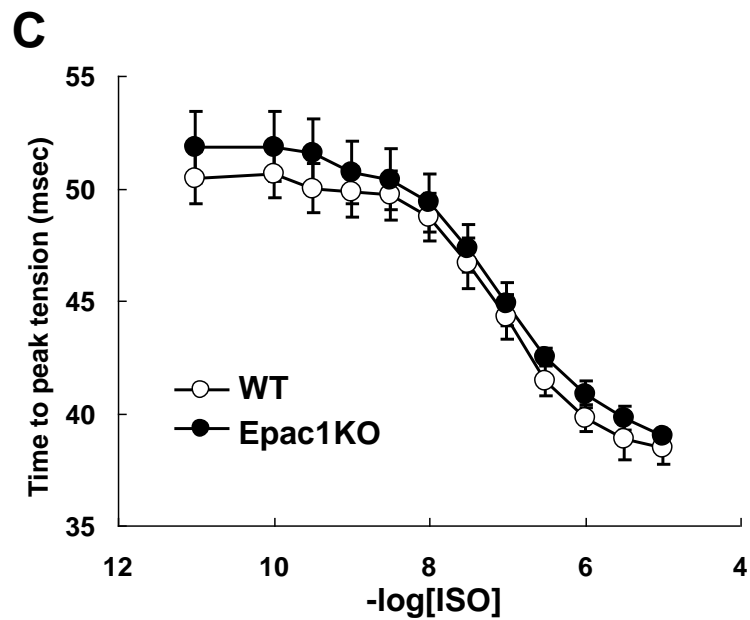 C
55
50
45
40
35
Time to peak tension (msec)
WT
Epac1KO
12 10 8 6 4
-log[ISO]